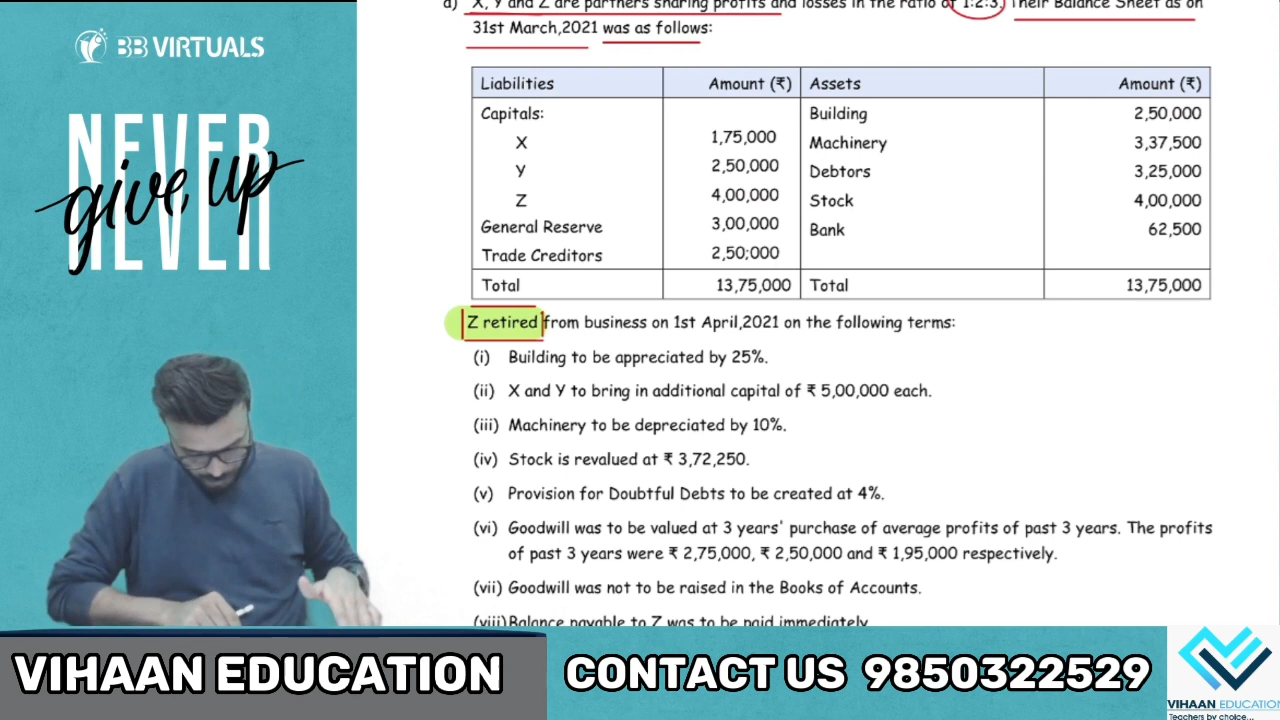 BB VIRTUALS
NEVER
give up
NEVER
a) X, Y and Z are partners sharing profits and losses in the ratio of 1:2:3. Their Balance Sheet as on
31st March,2021 was as follows:
Liabilities Amount (₹) Assets Amount (₹)
Capitals: Building 2,50,000
X 1,75,000 Machinery 3,37,500
Y 2,50,000 Debtors 3,25,000
Z 4,00,000 Stock 4,00,000
General Reserve 3,00,000 Bank 62,500
Trade Creditors 2,50;000
Total 13,75,000 Total 13,75,000
Z retired from business on 1st April,2021 on the following terms:
(i) Building to be appreciated by 25%.
(ii) X and Y to bring in additional capital of ₹ 5,00,000 each.
(iii) Machinery to be depreciated by 10%.
(iv) Stock is revalued at ₹ 3,72,250.
(v) Provision for Doubtful Debts to be created at 4%.
(vi) Goodwill was to be valued at 3 years' purchase of average profits of past 3 years. The profits
of past 3 years were ₹ 2,75,000, ₹ 2,50,000 and ₹ 1,95,000 respectively.
(vii) Goodwill was not to be raised in the Books of Accounts.
(viii) Balance payable to Z was to be paid immediately
VIHAAN EDUCATION
CONTACT US 9850322529
VIHAAN EDUCATION
Teachers by choice...